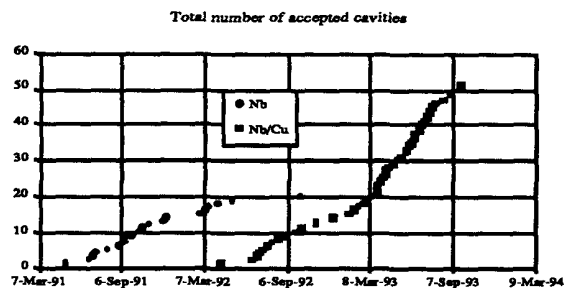 Total number of accepted cavities
60
50
40
30
20
10
0
Nb
Nb/Cu
7-Mar-91 6-Sep-91 7-Mar-92 6-Sep-92 8-Mar-93 7-Sep-93 9-Mar-94